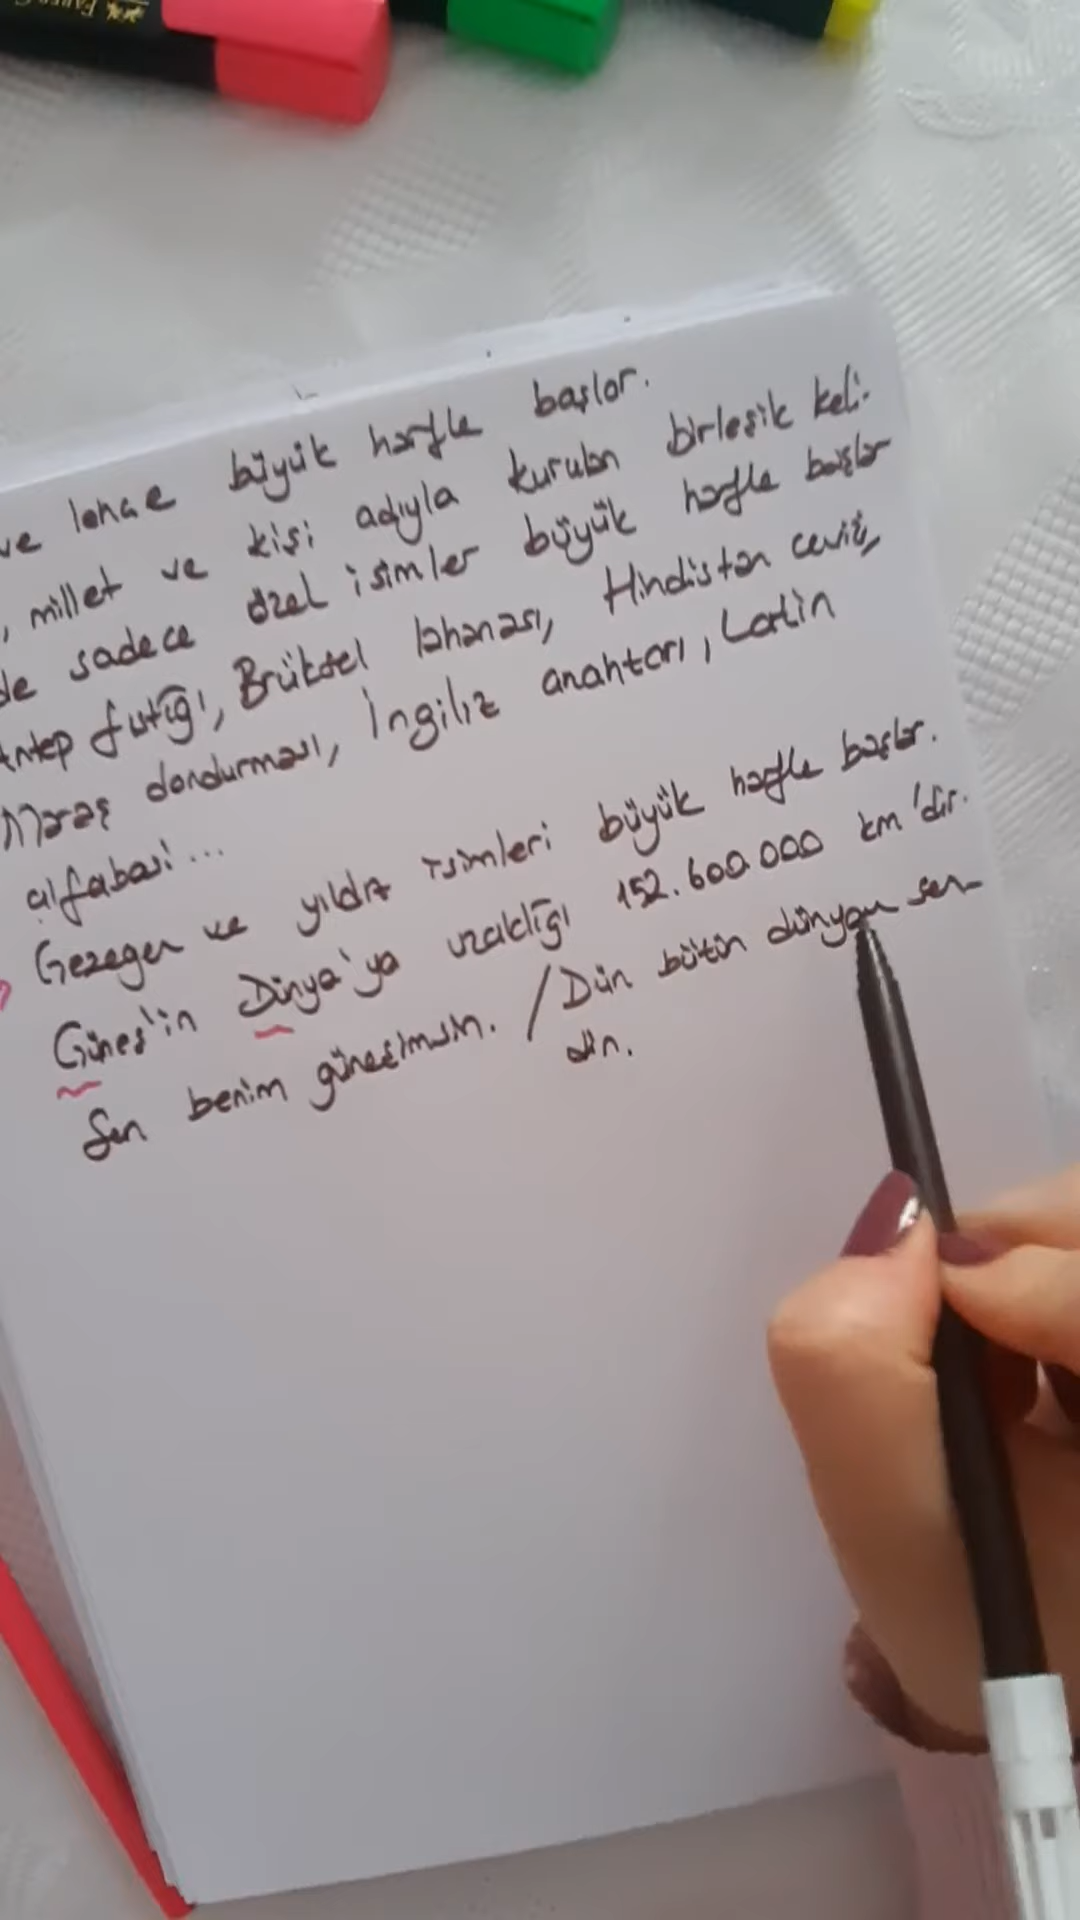 ve lehçe büyük harfle başlar.
, millet ve kişi adıyla kurulan birleşik keli-
de sadece özel isimler büyük harfle başlar
Antep fıstığı, Brüksel lahanası, Hindistan cevizi,
Maraş dondurması, İngiliz anahtarı, Latin
alfabesi...
Gezegen ve yıldız isimleri büyük harfle başlar.
Güneş'in Dünya'ya uzaklığı 152.600.000 km'dir.
Sen benim güneşimsin. / Dün bütün dünyam sen-
din.